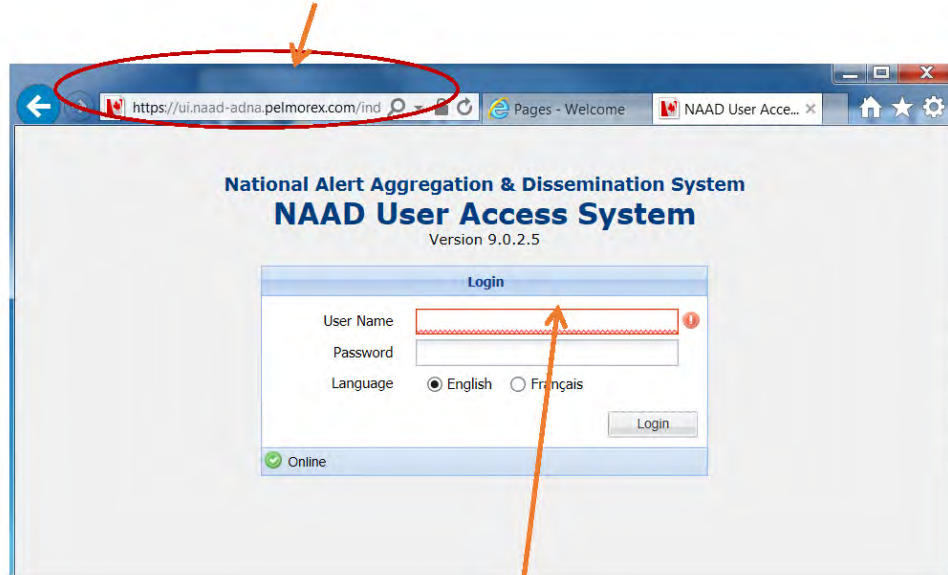 https://ui.naad-adna.pelmorex.com/ind
Pages - Welcome
NAAD User Acce...
National Alert Aggregation & Dissemination System
NAAD User Access System
Version 9.0.2.5
Login
User Name
Password
Language English Français
Login
Online